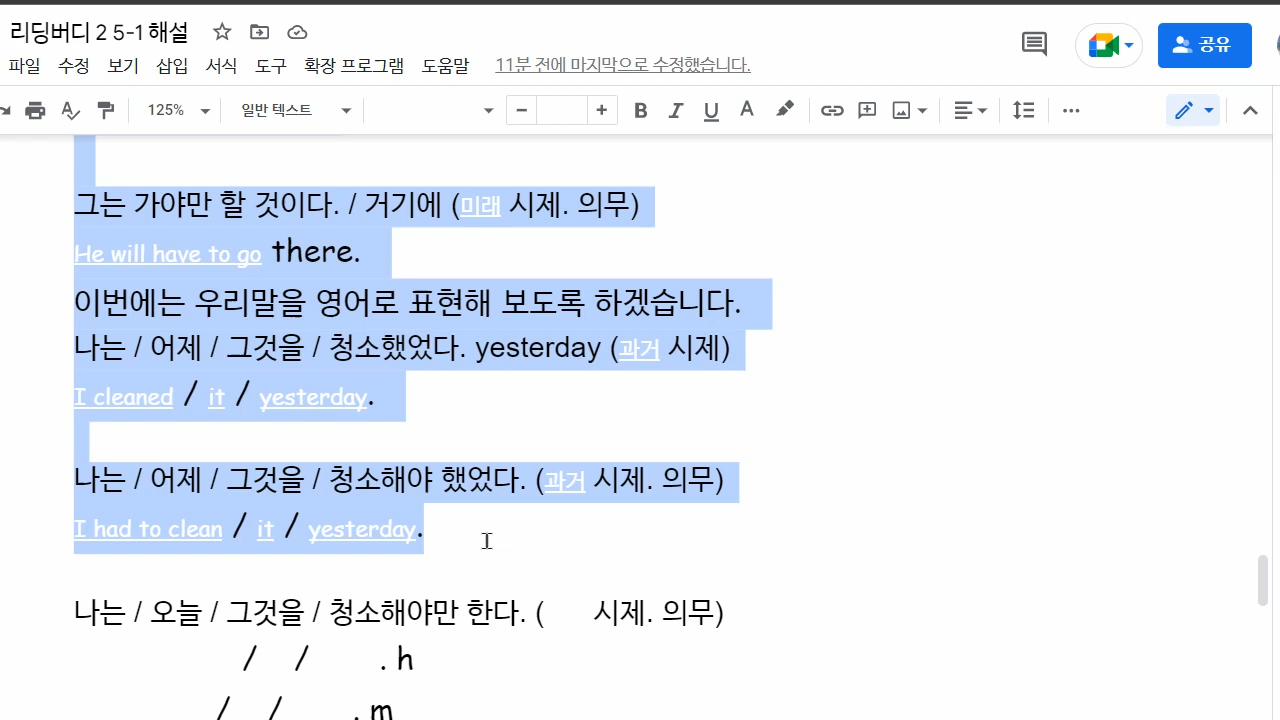 리딩버디 2 5-1 해설
파일 수정 보기 삽입 서식 도구 확장 프로그램 도움말 11분 전에 마지막으로 수정했습니다.
공유
125% 일반 텍스트 − + B I U A
그는 가야만 할 것이다. / 거기에 (미래 시제. 의무)
He will have to go there.
이번에는 우리말을 영어로 표현해 보도록 하겠습니다.
나는 / 어제 / 그것을 / 청소했었다. yesterday (과거 시제)
I cleaned / it / yesterday.
나는 / 어제 / 그것을 / 청소해야 했었다. (과거 시제. 의무)
I had to clean / it / yesterday.
나는 / 오늘 / 그것을 / 청소해야만 한다. ( 시제. 의무)
/ / . h
/ / . m